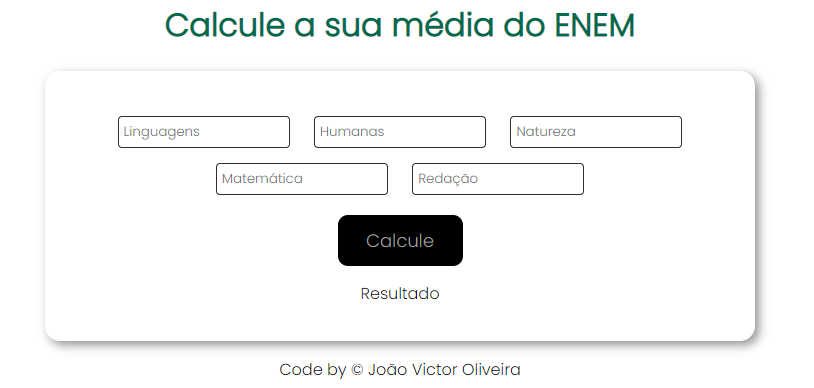 Calcule a sua média do ENEM
Linguagens Humanas Natureza
Matemática Redação
Calcule
Resultado
Code by © João Victor Oliveira